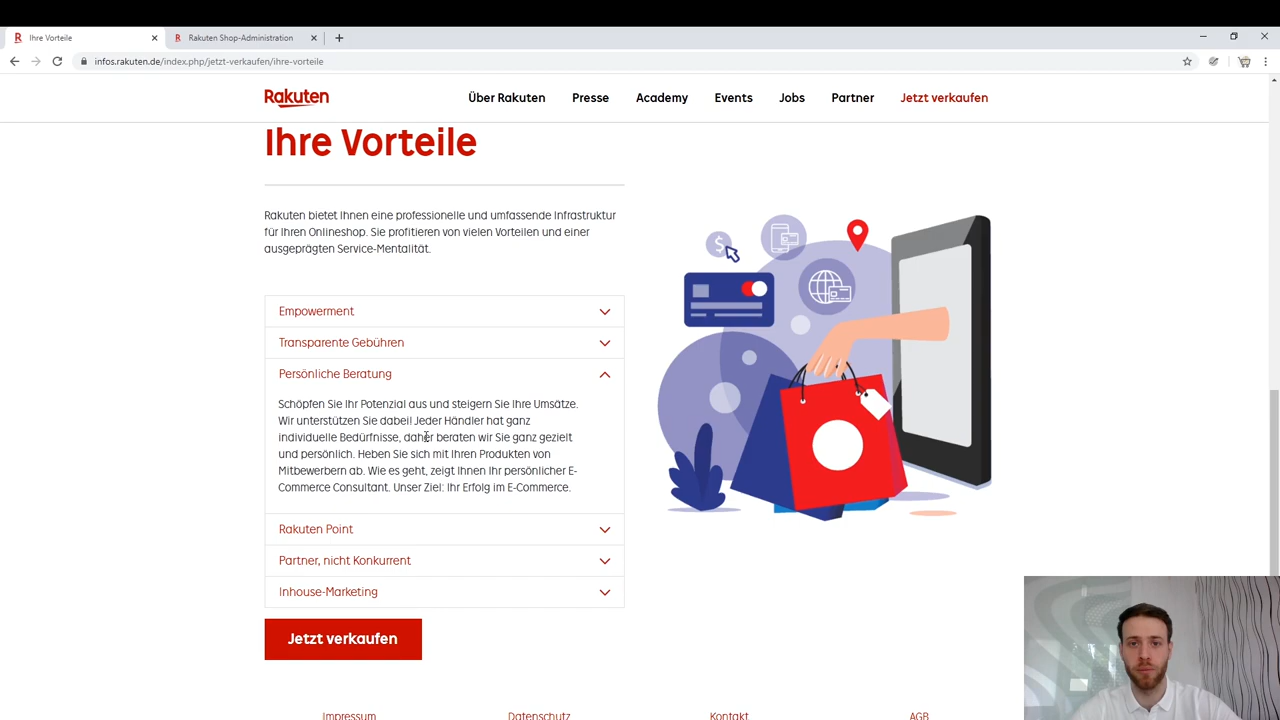 Ihre Vorteile
Rakuten Shop-Administration
infos.rakuten.de/index.php/jetzt-verkaufen/ihre-vorteile
Rakuten
Über Rakuten
Presse
Academy
Events
Jobs
Partner
Jetzt verkaufen
Ihre Vorteile
Rakuten bietet Ihnen eine professionelle und umfassende Infrastruktur
für Ihren Onlineshop. Sie profitieren von vielen Vorteilen und einer
ausgeprägten Service-Mentalität.
Empowerment
Transparente Gebühren
Persönliche Beratung
Schöpfen Sie Ihr Potenzial aus und steigern Sie Ihre Umsätze.
Wir unterstützen Sie dabei! Jeder Händler hat ganz
individuelle Bedürfnisse, daher beraten wir Sie ganz gezielt
und persönlich. Heben Sie sich mit Ihren Produkten von
Mitbewerbern ab. Wie es geht, zeigt Ihnen Ihr persönlicher E-
Commerce Consultant. Unser Ziel: Ihr Erfolg im E-Commerce.
Rakuten Point
Partner, nicht Konkurrent
Inhouse-Marketing
Jetzt verkaufen
Impressum
Datenschutz
Kontakt
AGB